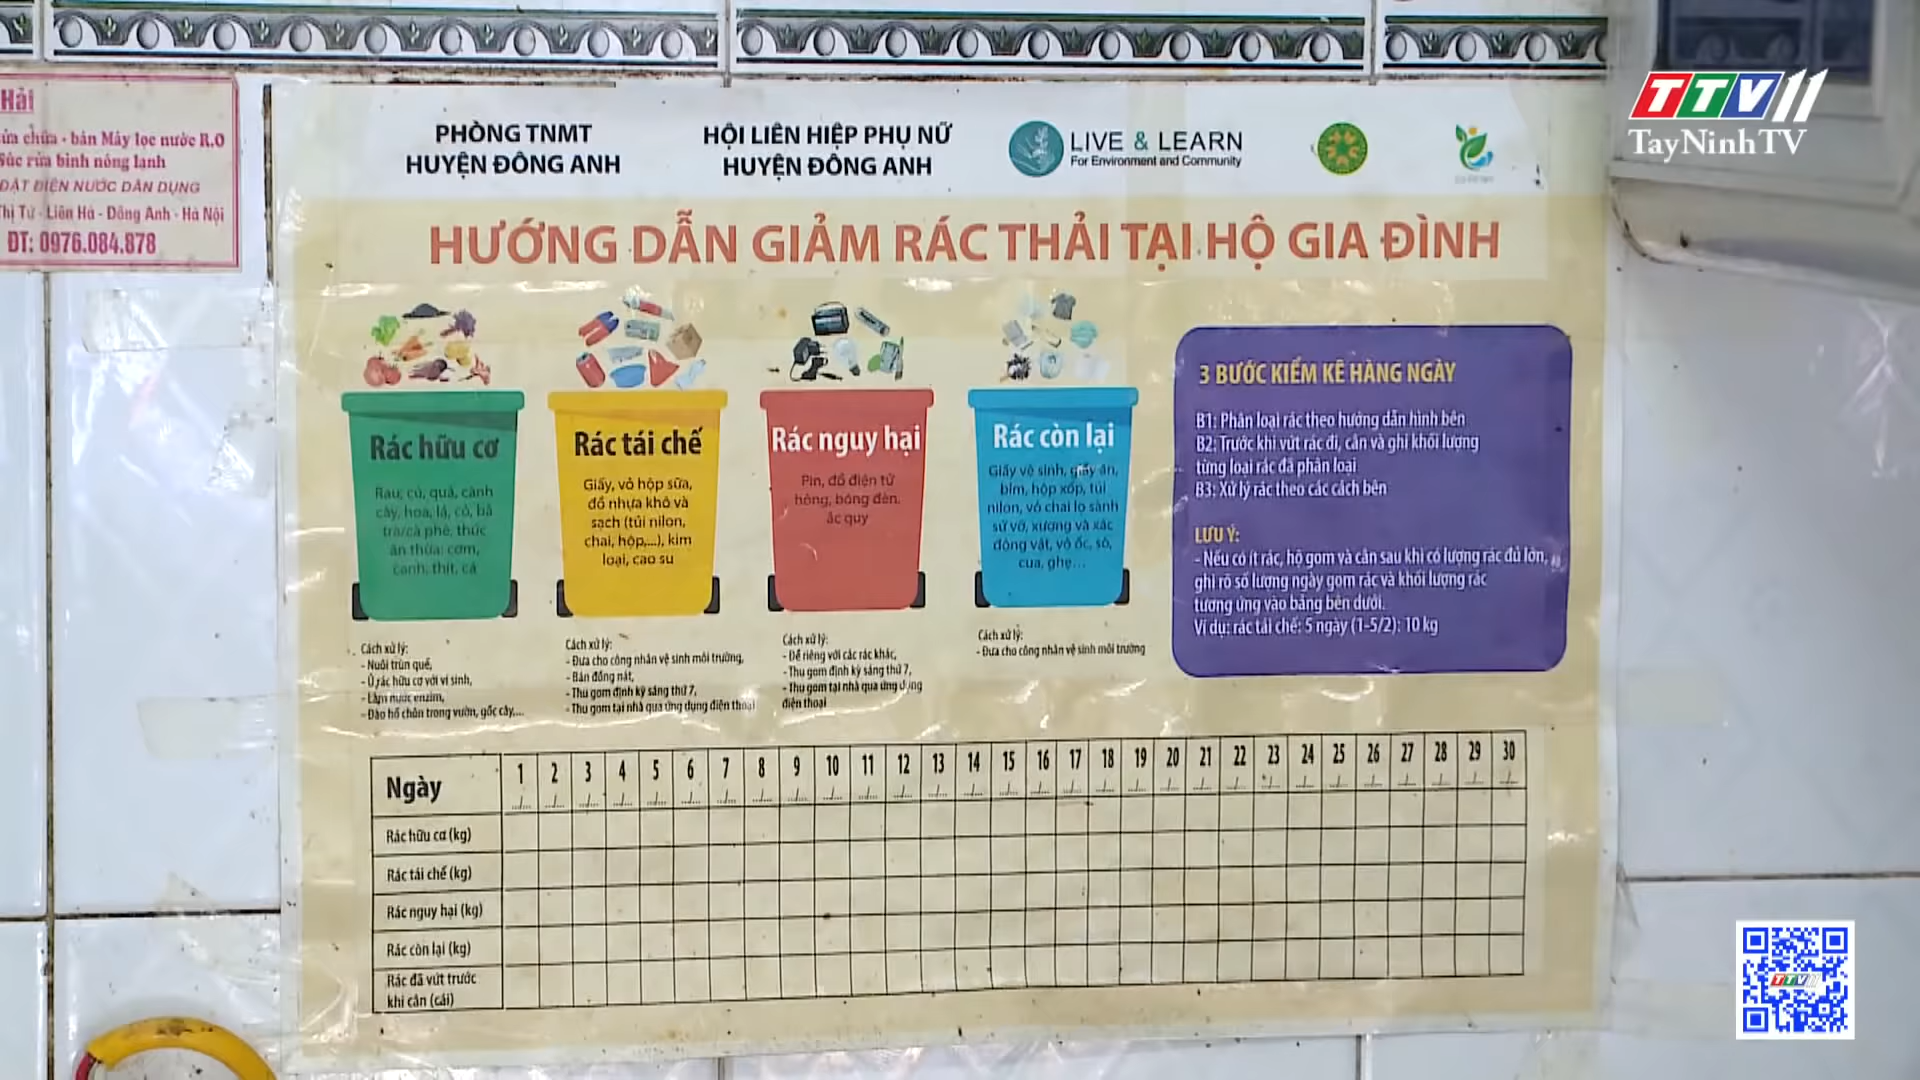 TTV11
TayNinhTV
Hải
ửa chữa - bán Máy lọc nước R.O
Súc rửa bình nóng lạnh
ĐẶT ĐIỆN NƯỚC DÂN DỤNG
Thị Tứ - Liên Hà - Đông Anh - Hà Nội
ĐT: 0976.084.878
PHÒNG TNMT
HUYỆN ĐÔNG ANH
HỘI LIÊN HIỆP PHỤ NỮ
HUYỆN ĐÔNG ANH
LIVE & LEARN
For Environment and Community
HƯỚNG DẪN GIẢM RÁC THẢI TẠI HỘ GIA ĐÌNH
Rác hữu cơ
Rau, củ, quả, cành
cây, hoa, lá, cỏ, bã
trà/cà phê, thức
ăn thừa: cơm,
canh, thịt, cá
Cách xử lý:
- Nuôi trùn quế,
- Ủ rác hữu cơ với vi sinh,
- Làm nước enzim,
- Đào hố chôn trong vườn, gốc cây,...
Rác tái chế
Giấy, vỏ hộp sữa,
đồ nhựa khô và
sạch (túi nilon,
chai, hộp,...), kim
loại, cao su
Cách xử lý:
- Đưa cho công nhân vệ sinh môi trường,
- Bán đồng nát,
- Thu gom định kỳ sáng thứ 7,
- Thu gom tại nhà qua ứng dụng điện thoại
Rác nguy hại
Pin, đồ điện tử
hỏng, bóng đèn,
ắc quy
Cách xử lý:
- Để riêng với các rác khác,
- Thu gom định kỳ sáng thứ 7,
- Thu gom tại nhà qua ứng dụng
điện thoại
Rác còn lại
Giấy vệ sinh, giấy ăn,
bỉm, hộp xốp, túi
nilon, vỏ chai lọ sành
sứ vỡ, xương và xác
động vật, vỏ ốc, sò,
cua, ghẹ...
Cách xử lý:
- Đưa cho công nhân vệ sinh môi trường
3 BƯỚC KIỂM KÊ HÀNG NGÀY
B1: Phân loại rác theo hướng dẫn hình bên
B2: Trước khi vứt rác đi, cân và ghi khối lượng
từng loại rác đã phân loại
B3: Xử lý rác theo các cách bên
LƯU Ý:
- Nếu có ít rác, hộ gom và cân sau khi có lượng rác đủ lớn,
ghi rõ số lượng ngày gom rác và khối lượng rác
tương ứng vào bảng bên dưới.
Ví dụ: rác tái chế: 5 ngày (1-5/2): 10 kg
Ngày 1 2 3 4 5 6 7 8 9 10 11 12 13 14 15 16 17 18 19 20 21 22 23 24 25 26 27 28 29 30
Rác hữu cơ (kg)
Rác tái chế (kg)
Rác nguy hại (kg)
Rác còn lại (kg)
Rác đã vứt trước
khi cân (cái)
TTV11